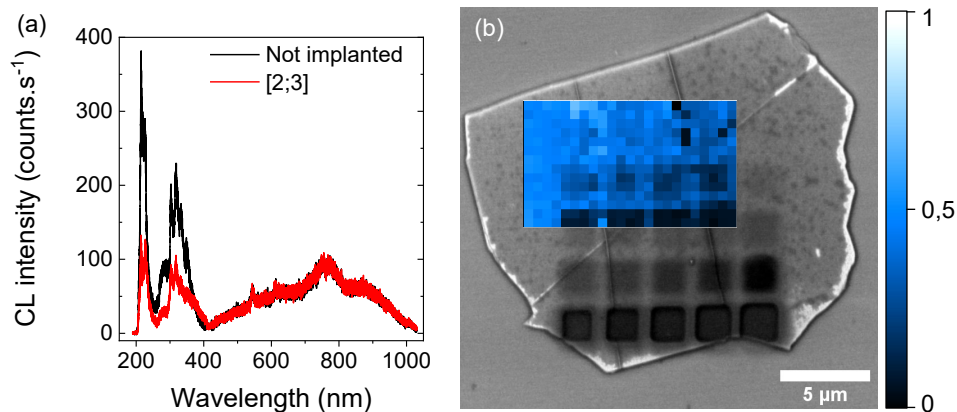 (a)
CL intensity (counts.s⁻¹)
400
300
200
100
0
Not implanted
[2;3]
200 400 600 800 1000
Wavelength (nm)
(b)
5 µm
1
0,5
0